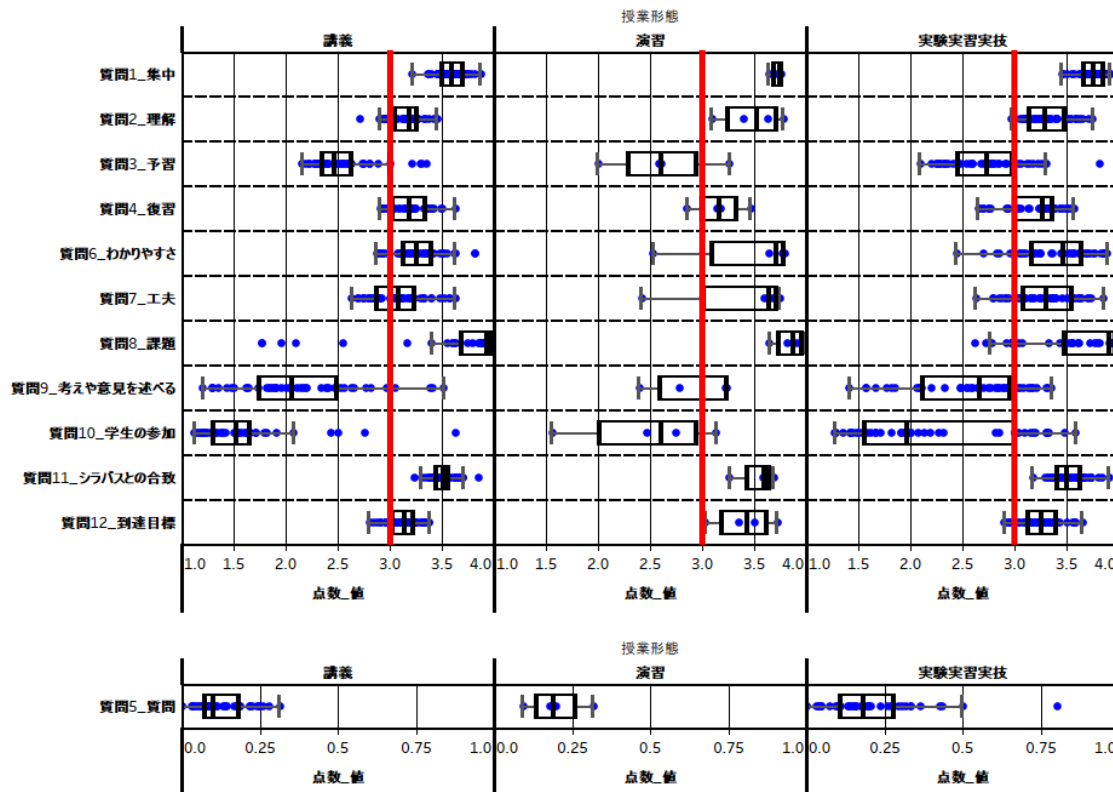 授業形態
講義 演習 実験実習実技
質問1_集中
質問2_理解
質問3_予習
質問4_復習
質問6_わかりやすさ
質問7_工夫
質問8_課題
質問9_考えや意見を述べる
質問10_学生の参加
質問11_シラバスとの合致
質問12_到達目標
1.0 1.5 2.0 2.5 3.0 3.5 4.0 1.0 1.5 2.0 2.5 3.0 3.5 4.0 1.0 1.5 2.0 2.5 3.0 3.5 4.0
点数_値 点数_値 点数_値
授業形態
講義 演習 実験実習実技
質問5_質問
0.0 0.25 0.5 0.75 1.0 0.0 0.25 0.5 0.75 1.0 0.0 0.25 0.5 0.75 1.0
点数_値 点数_値 点数_値